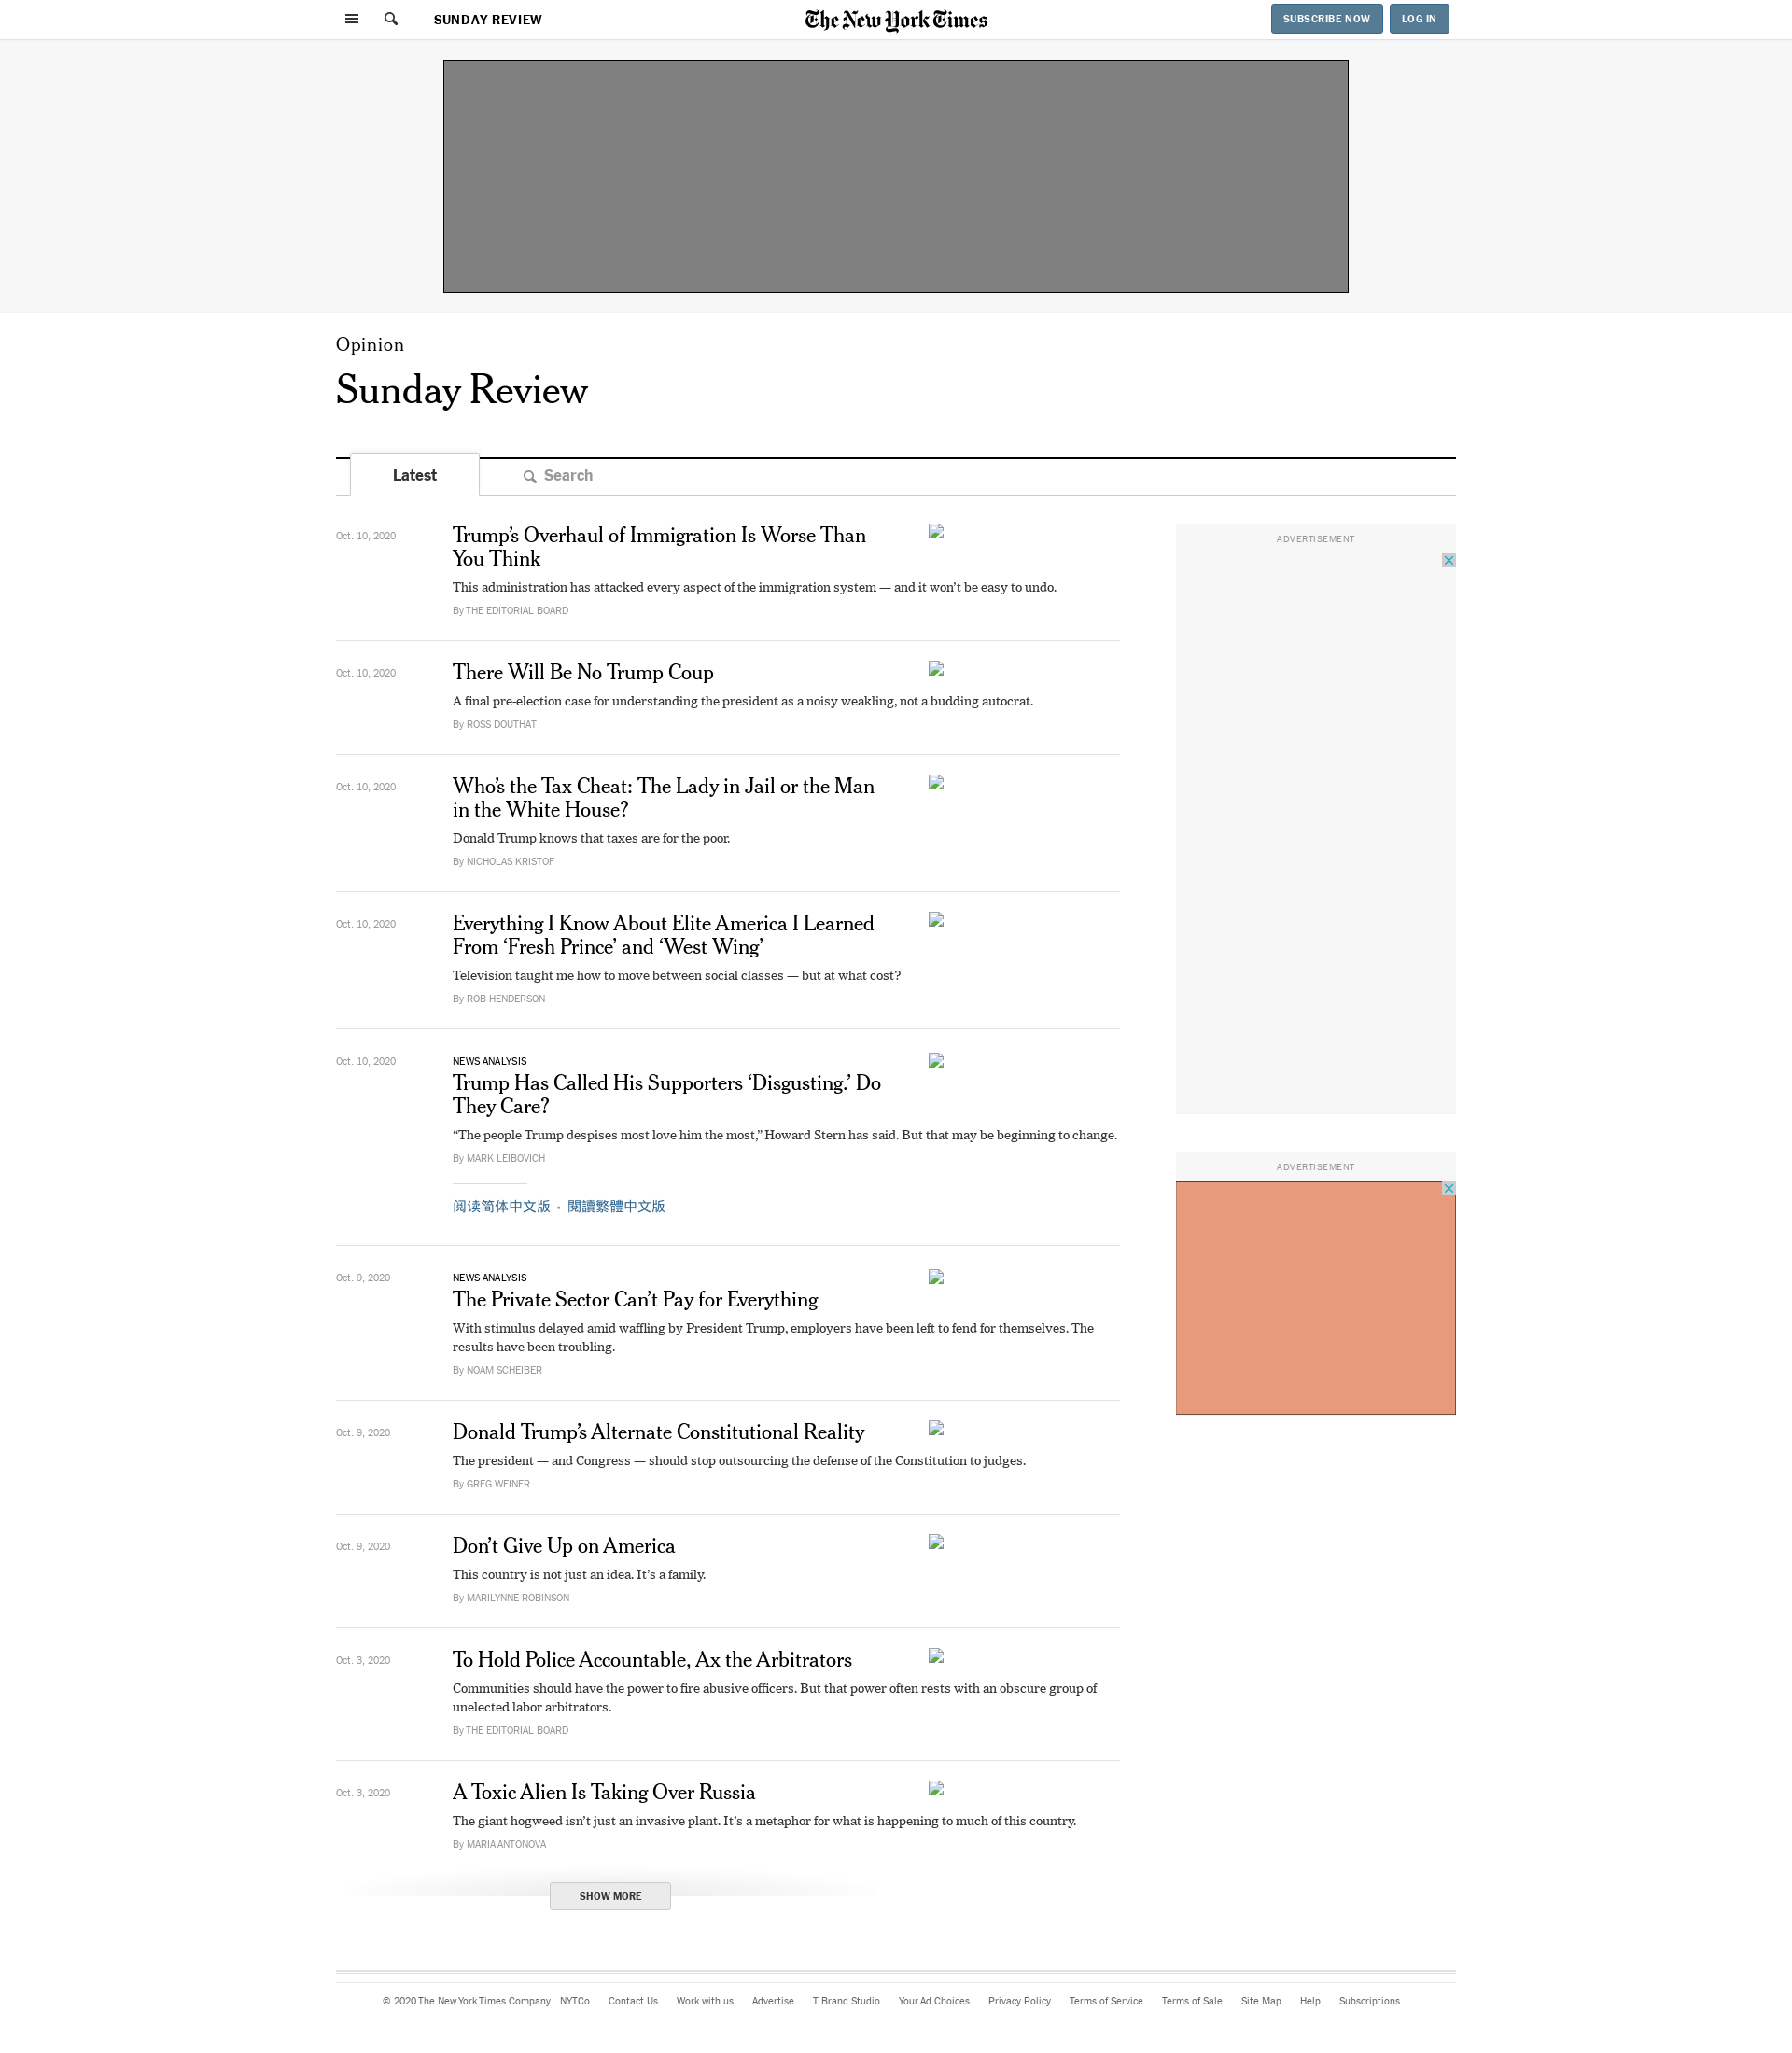 SUNDAY REVIEW
The New York Times
SUBSCRIBE NOW
LOG IN
Opinion
Sunday Review
Latest
Search
Oct. 10, 2020
Trump’s Overhaul of Immigration Is Worse Than
You Think
This administration has attacked every aspect of the immigration system — and it won’t be easy to undo.
By THE EDITORIAL BOARD
Oct. 10, 2020
There Will Be No Trump Coup
A final pre-election case for understanding the president as a noisy weakling, not a budding autocrat.
By ROSS DOUTHAT
Oct. 10, 2020
Who’s the Tax Cheat: The Lady in Jail or the Man
in the White House?
Donald Trump knows that taxes are for the poor.
By NICHOLAS KRISTOF
Oct. 10, 2020
Everything I Know About Elite America I Learned
From ‘Fresh Prince’ and ‘West Wing’
Television taught me how to move between social classes — but at what cost?
By ROB HENDERSON
Oct. 10, 2020
NEWS ANALYSIS
Trump Has Called His Supporters ‘Disgusting.’ Do
They Care?
“The people Trump despises most love him the most,” Howard Stern has said. But that may be beginning to change.
By MARK LEIBOVICH
阅读简体中文版 • 閱讀繁體中文版
Oct. 9, 2020
NEWS ANALYSIS
The Private Sector Can’t Pay for Everything
With stimulus delayed amid waffling by President Trump, employers have been left to fend for themselves. The
results have been troubling.
By NOAM SCHEIBER
Oct. 9, 2020
Donald Trump’s Alternate Constitutional Reality
The president — and Congress — should stop outsourcing the defense of the Constitution to judges.
By GREG WEINER
Oct. 9, 2020
Don’t Give Up on America
This country is not just an idea. It’s a family.
By MARILYNNE ROBINSON
Oct. 3, 2020
To Hold Police Accountable, Ax the Arbitrators
Communities should have the power to fire abusive officers. But that power often rests with an obscure group of
unelected labor arbitrators.
By THE EDITORIAL BOARD
Oct. 3, 2020
A Toxic Alien Is Taking Over Russia
The giant hogweed isn’t just an invasive plant. It’s a metaphor for what is happening to much of this country.
By MARIA ANTONOVA
SHOW MORE
ADVERTISEMENT
ADVERTISEMENT
© 2020 The New York Times Company NYTCo Contact Us Work with us Advertise T Brand Studio Your Ad Choices Privacy Policy Terms of Service Terms of Sale Site Map Help Subscriptions